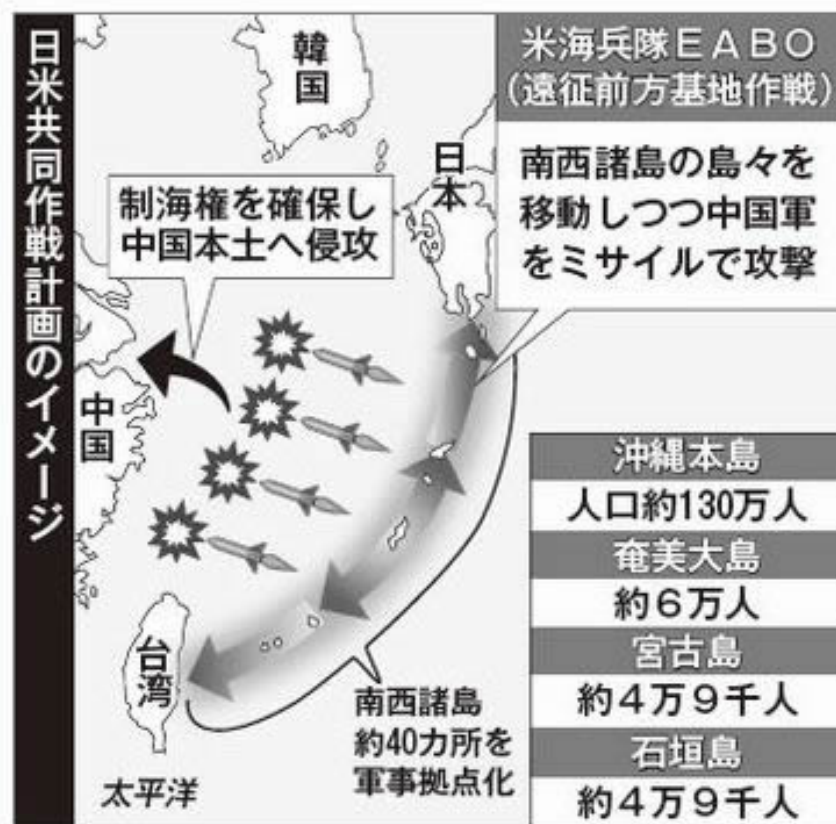 日米共同作戦計画のイメージ
韓国
日本
米海兵隊EABO
(遠征前方基地作戦)
南西諸島の島々を
移動しつつ中国軍
をミサイルで攻撃
制海権を確保し
中国本土へ侵攻
中国
台湾
太平洋
南西諸島
約40カ所を
軍事拠点化
沖縄本島
人口約130万人
奄美大島
約6万人
宮古島
約4万9千人
石垣島
約4万9千人